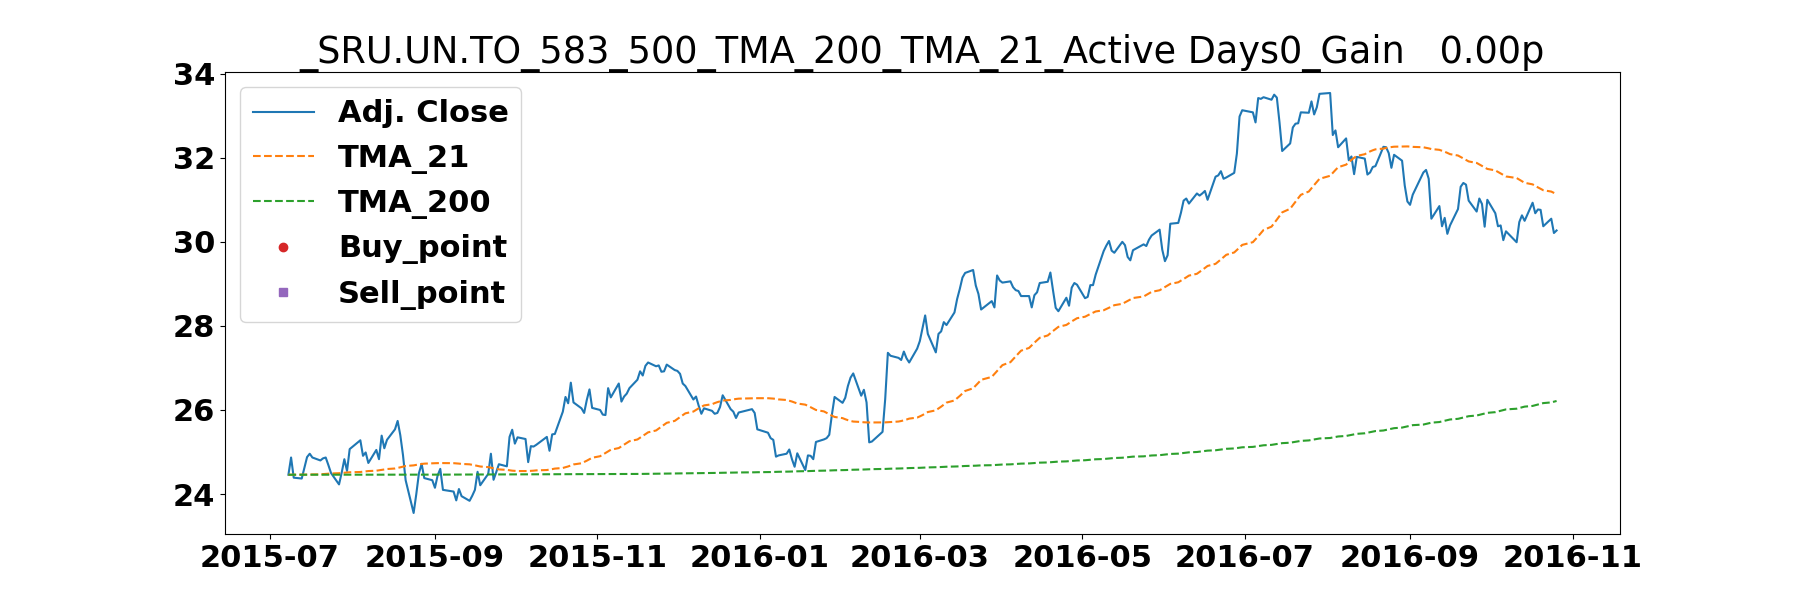 _SRU.UN.TO_583_500_TMA_200_TMA_21_Active Days0_Gain   0.00p
34
32
30
28
26
24
Adj. Close
TMA_21
TMA_200
Buy_point
Sell_point
2015-07 2015-09 2015-11 2016-01 2016-03 2016-05 2016-07 2016-09 2016-11